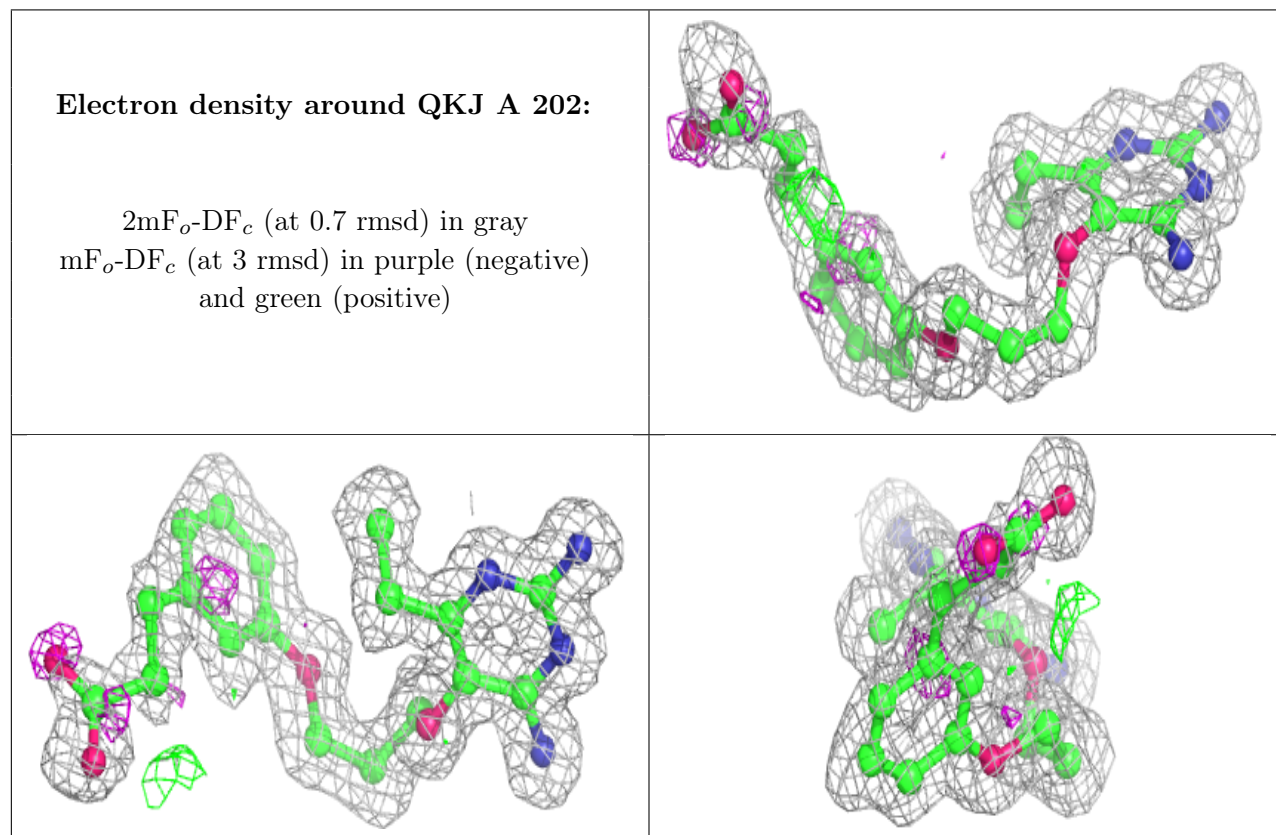 Electron density around QKJ A 202:
2mFo-DFc (at 0.7 rmsd) in gray
mFo-DFc (at 3 rmsd) in purple (negative)
and green (positive)